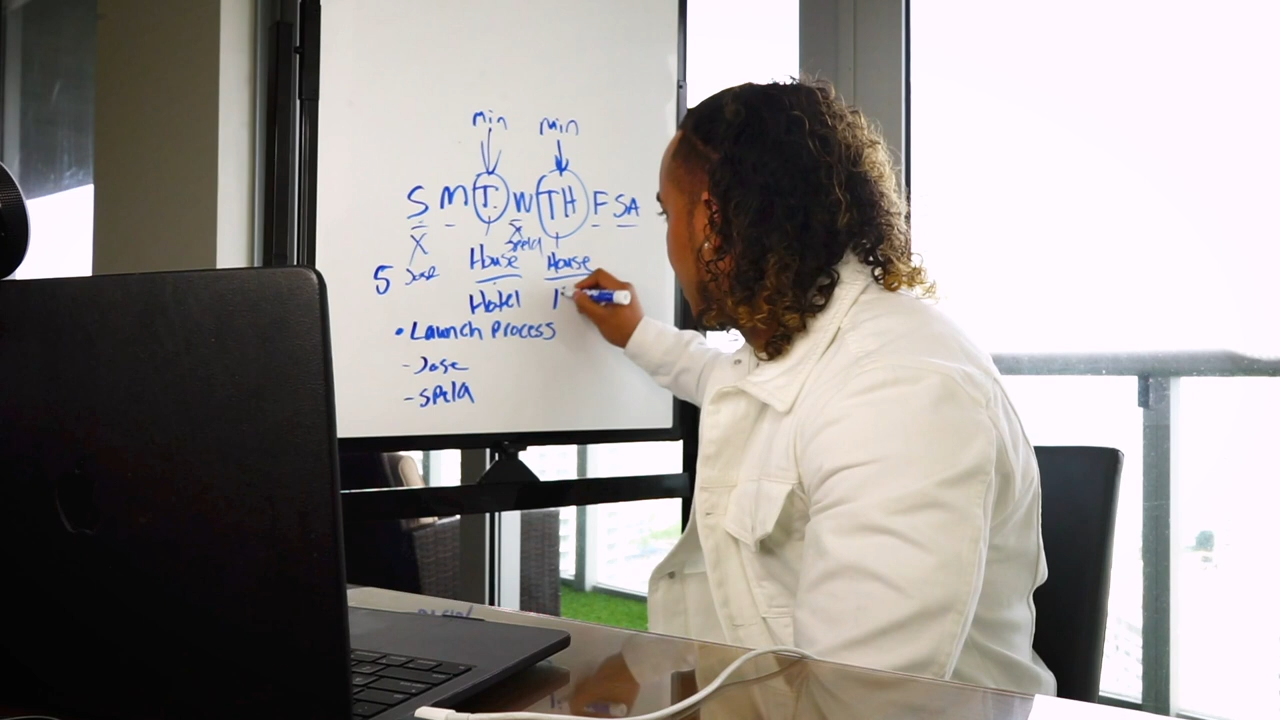 min min
S M T. W TH F SA
X X
Spela
House House
5 Jose
Hotel
• Launch Process
- Jose
- Spela